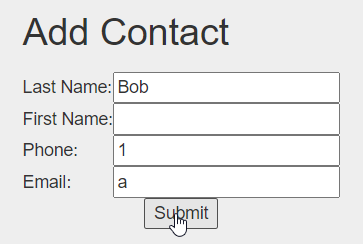 Add Contact
Last Name: Bob
First Name:
Phone: 1
Email: a
Submit